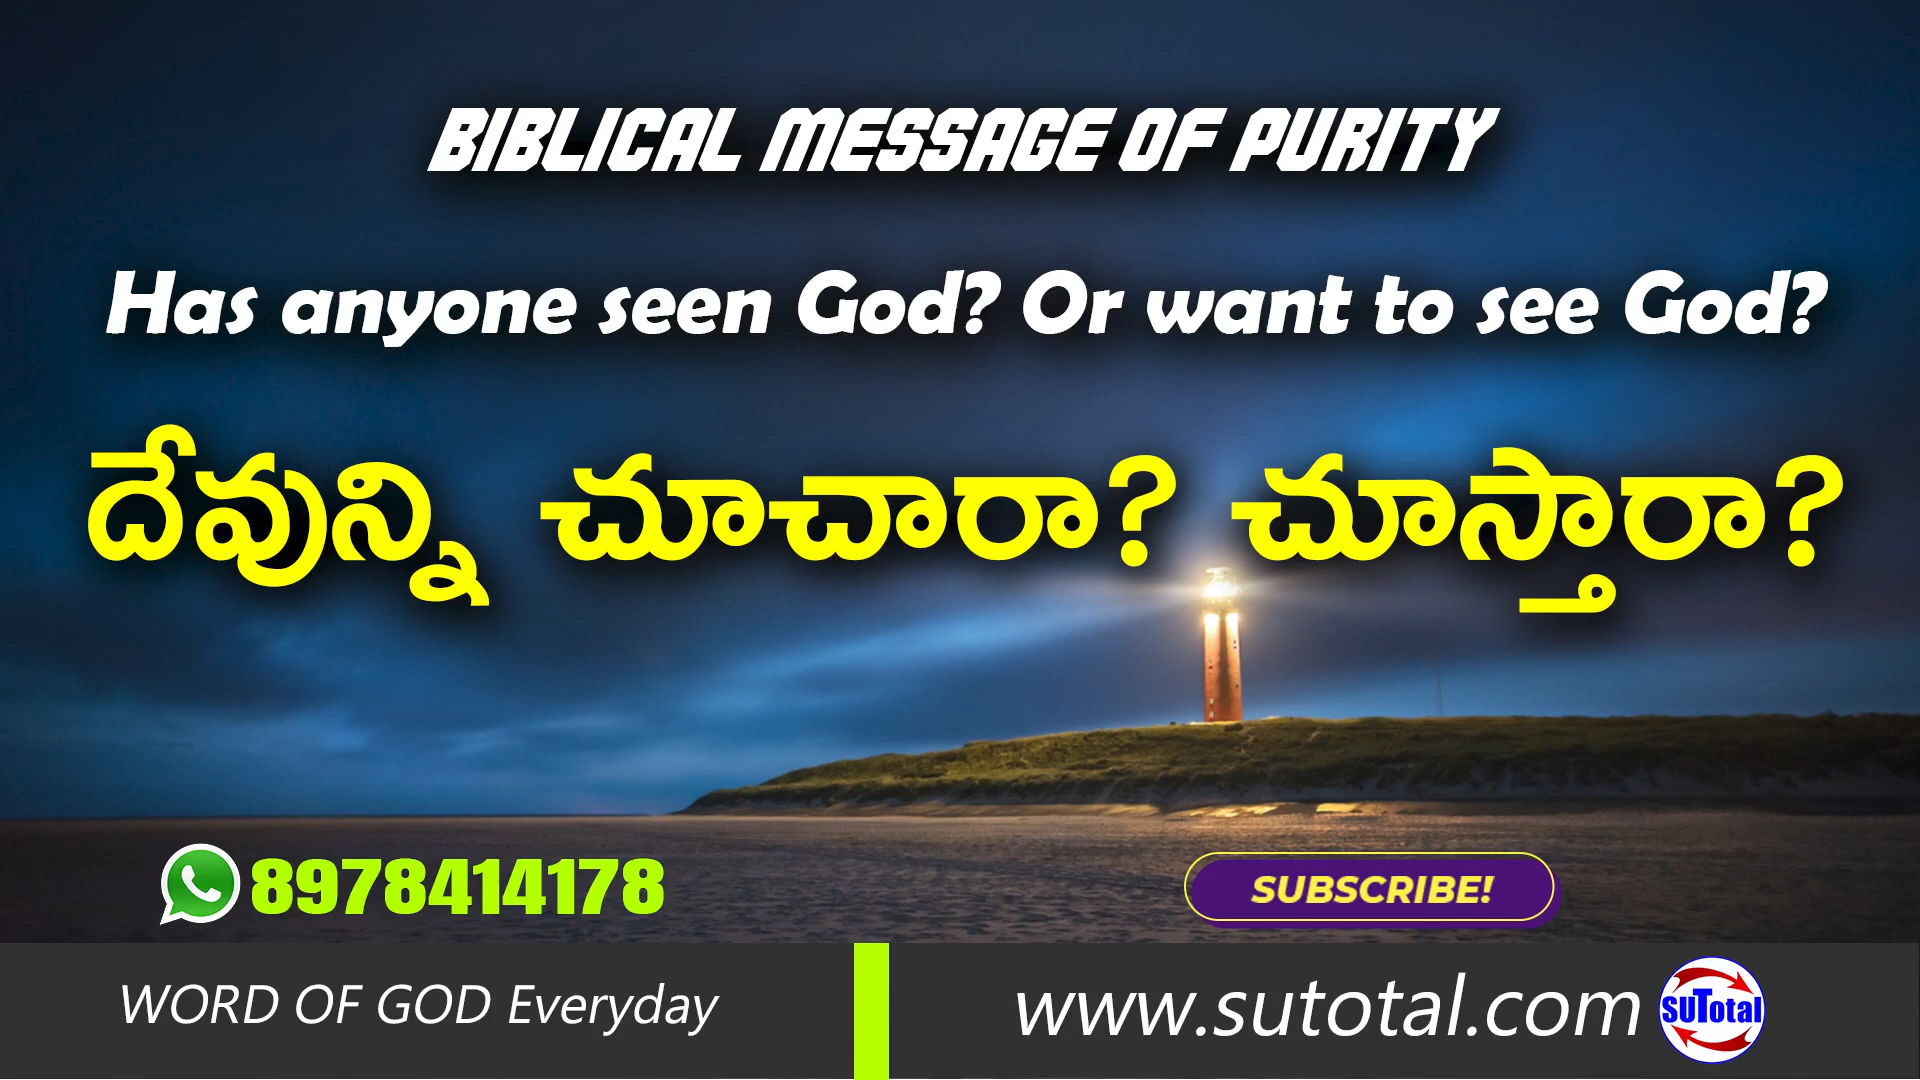 BIBLICAL MESSAGE OF PURITY
Has anyone seen God? Or want to see God?
దేవున్ని చూచారా? చూస్తారా?
8978414178
SUBSCRIBE!
WORD OF GOD Everyday
www.sutotal.com
SUTotal